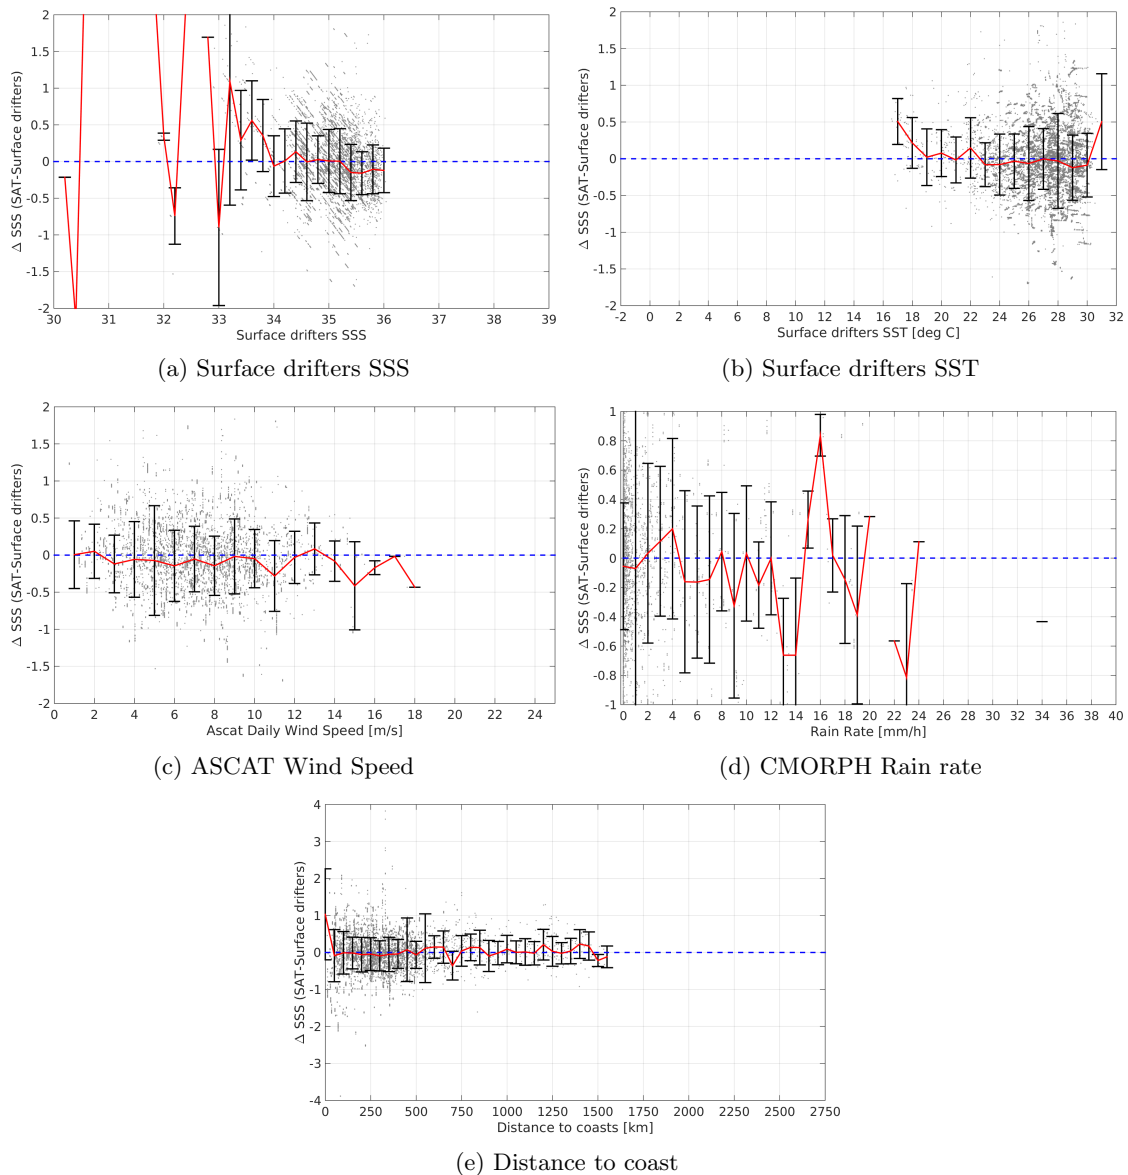 Δ SSS (SAT-Surface drifters)
2
1.5
1
0.5
0
-0.5
-1
-1.5
-2
30 31 32 33 34 35 36 37 38 39
Surface drifters SSS
(a) Surface drifters SSS
Δ SSS (SAT-Surface drifters)
2
1.5
1
0.5
0
-0.5
-1
-1.5
-2
-2 0 2 4 6 8 10 12 14 16 18 20 22 24 26 28 30 32
Surface drifters SST [deg C]
(b) Surface drifters SST
Δ SSS (SAT-Surface drifters)
2
1.5
1
0.5
0
-0.5
-1
-1.5
-2
0 2 4 6 8 10 12 14 16 18 20 22 24
Ascat Daily Wind Speed [m/s]
(c) ASCAT Wind Speed
Δ SSS (SAT-Surface drifters)
1
0.8
0.6
0.4
0.2
0
-0.2
-0.4
-0.6
-0.8
-1
0 2 4 6 8 10 12 14 16 18 20 22 24 26 28 30 32 34 36 38 40
Rain Rate [mm/h]
(d) CMORPH Rain rate
Δ SSS (SAT-Surface drifters)
4
3
2
1
0
-1
-2
-3
-4
0 250 500 750 1000 1250 1500 1750 2000 2250 2500 2750
Distance to coasts [km]
(e) Distance to coast